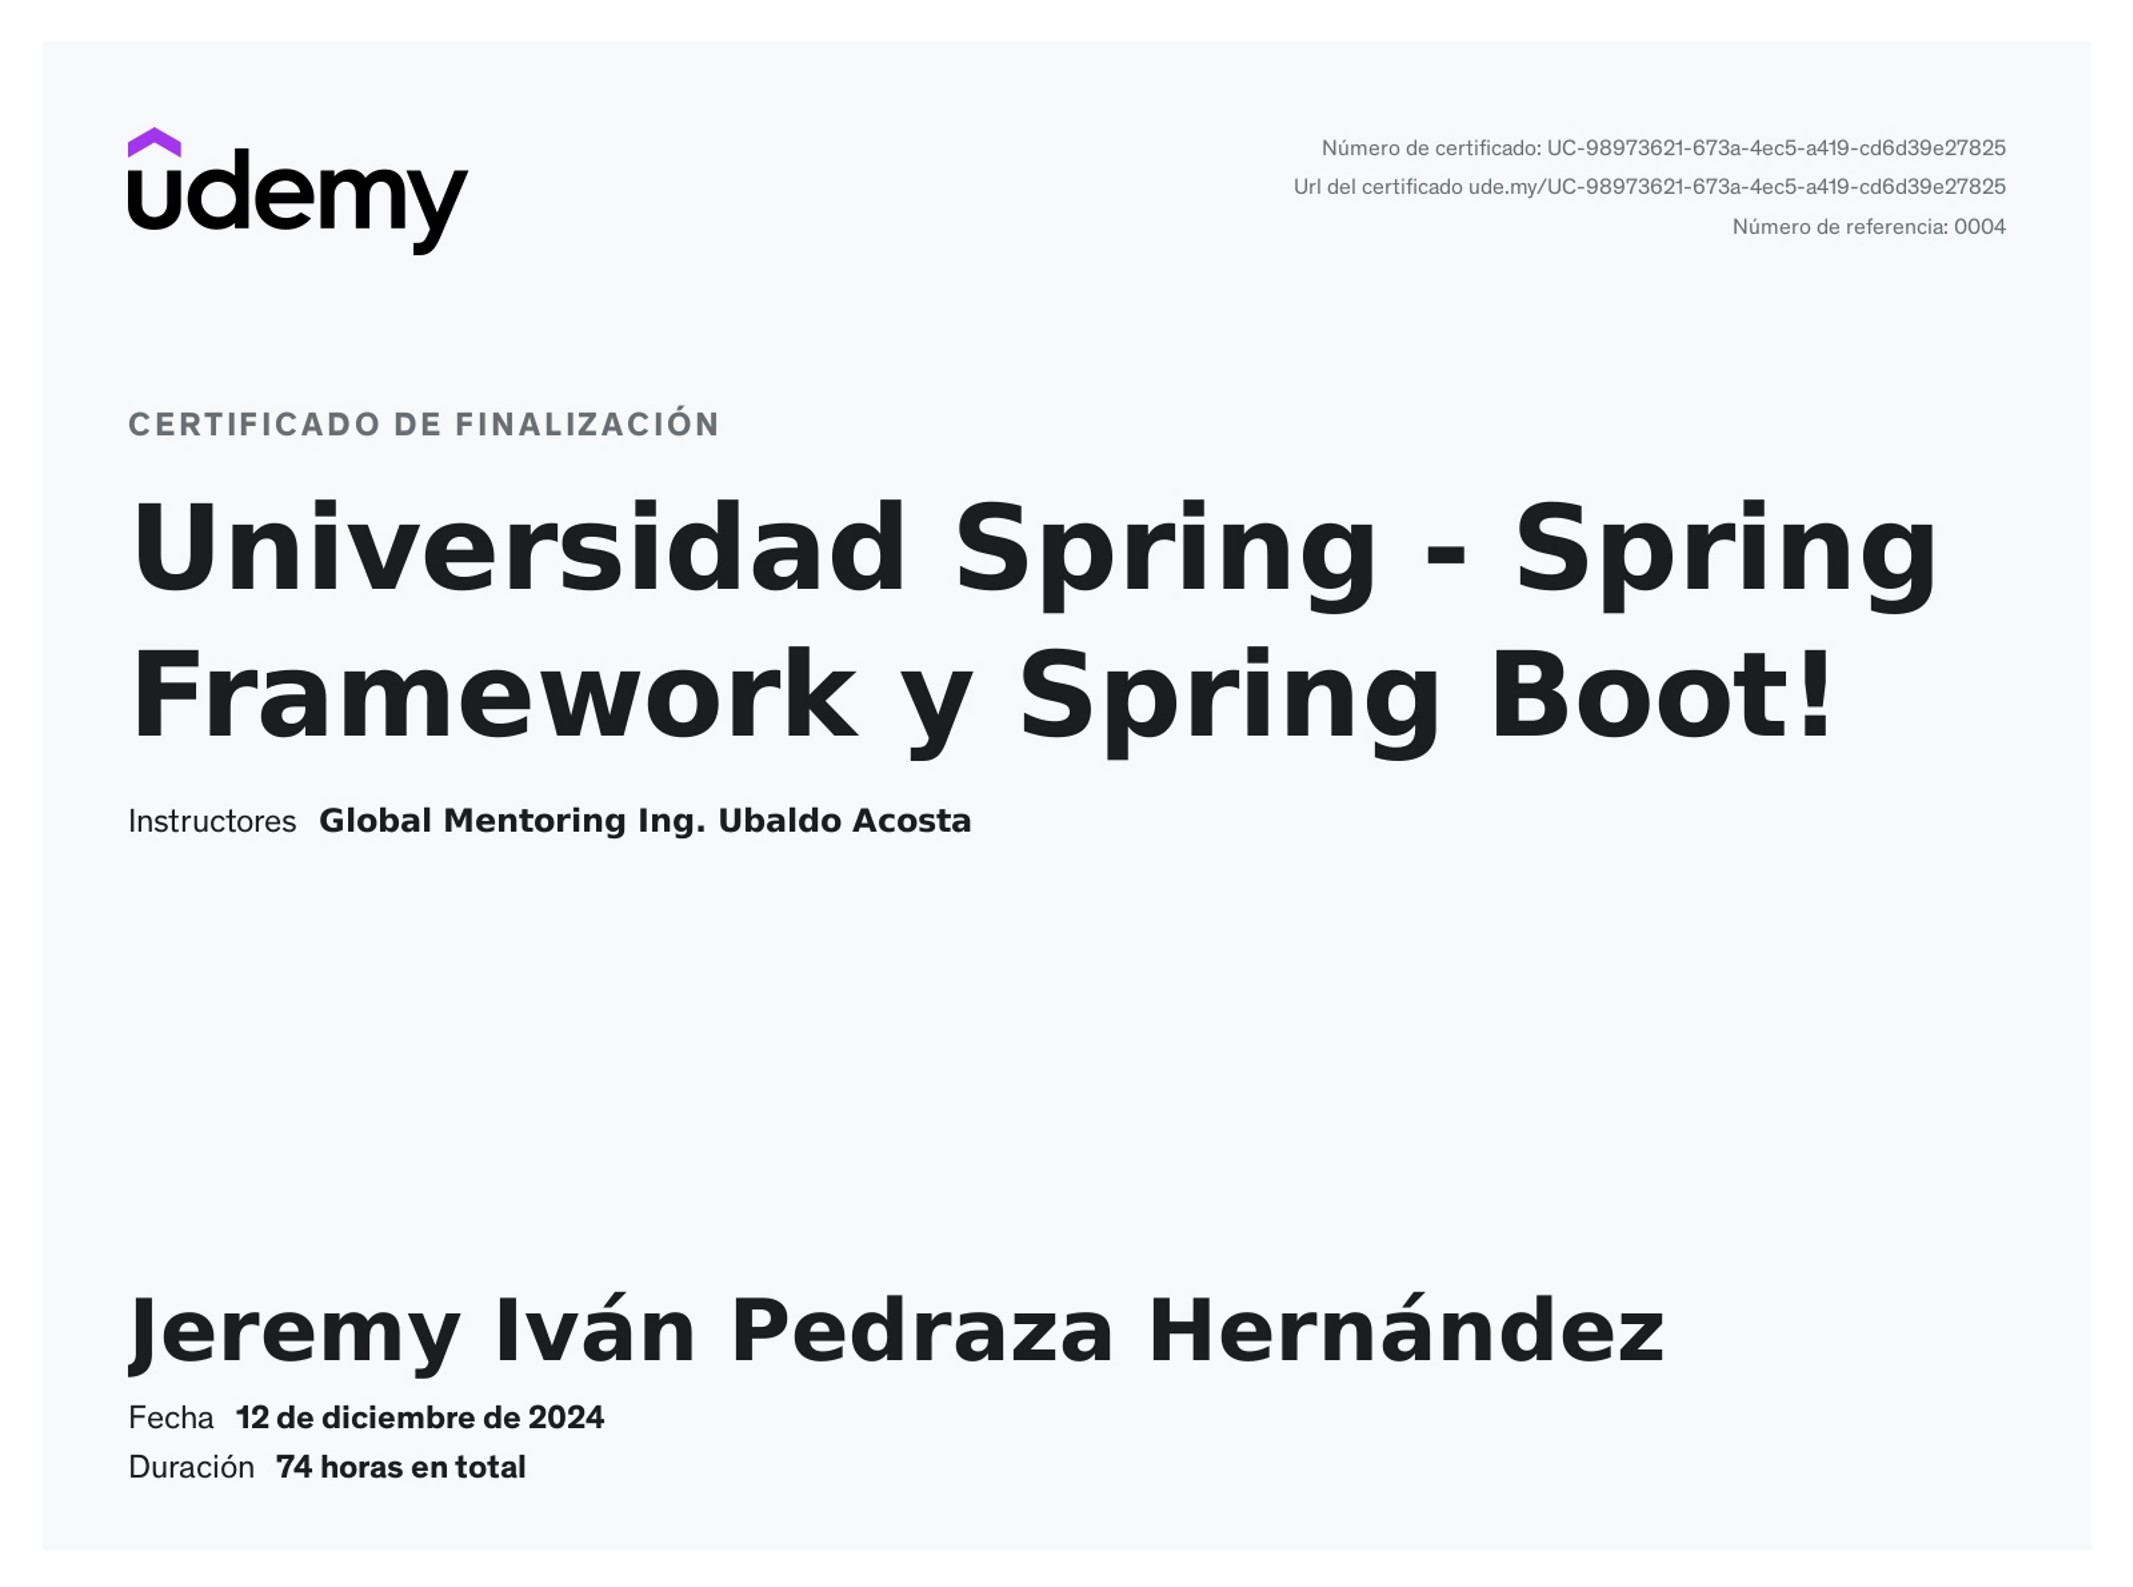 udemy
Número de certificado: UC-98973621-673a-4ec5-a419-cd6d39e27825
Url del certificado ude.my/UC-98973621-673a-4ec5-a419-cd6d39e27825
Número de referencia: 0004
CERTIFICADO DE FINALIZACIÓN
Universidad Spring - Spring
Framework y Spring Boot!
Instructores Global Mentoring Ing. Ubaldo Acosta
Jeremy Iván Pedraza Hernández
Fecha 12 de diciembre de 2024
Duración 74 horas en total